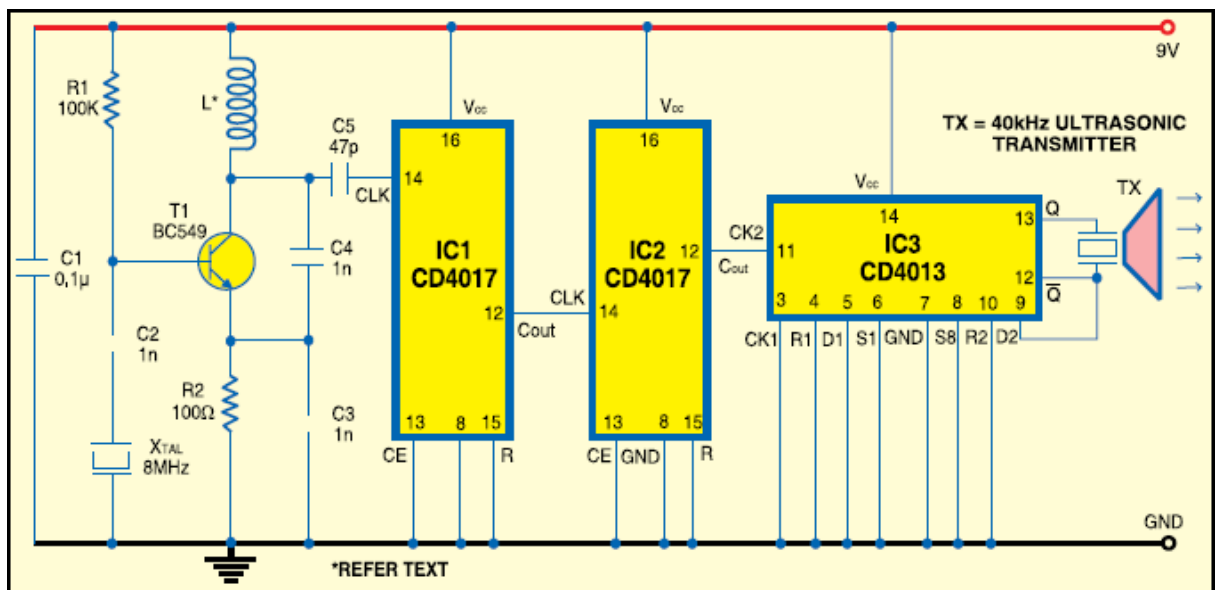 9V
R1
100K
L*
C5
47p
CLK
Vcc
16
14
IC1
CD4017
12
Cout
13
8
15
CE
R
Vcc
16
IC2
CD4017
12
CLK
14
13
8
15
CE
GND
R
TX = 40kHz ULTRASONIC
TRANSMITTER
Vcc
14
TX
CK2
Cout
11
IC3
CD4013
13
Q
12
Q̅
9
3
4
5
6
7
8
10
CK1
R1
D1
S1
GND
S8
R2
D2
T1
BC549
C1
0,1µ
C4
1n
C2
1n
R2
100Ω
C3
1n
XTAL
8MHz
GND
*REFER TEXT